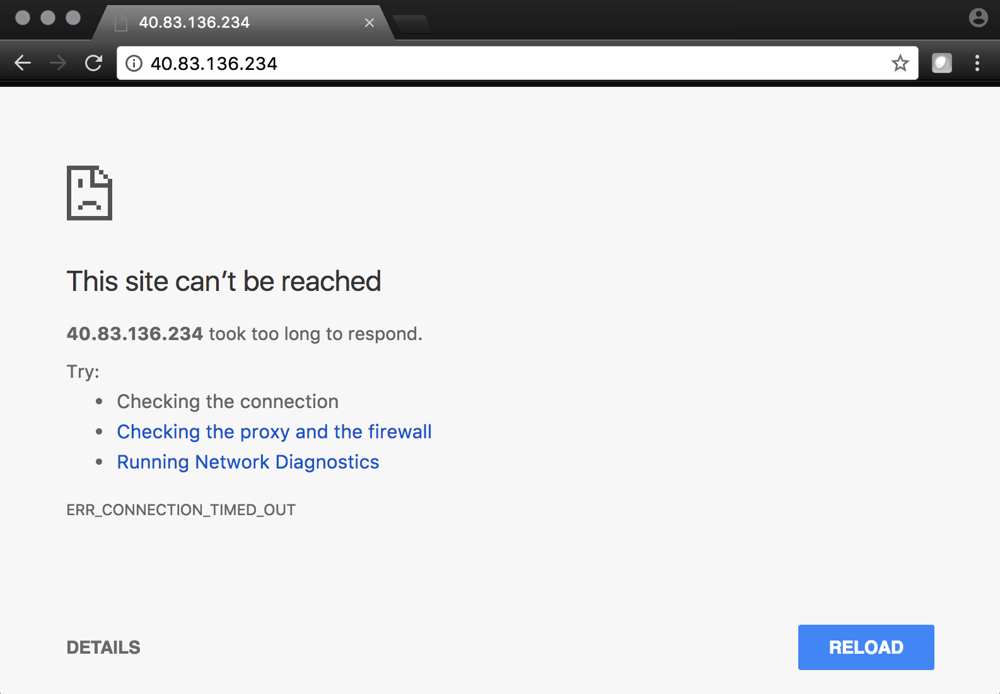 40.83.136.234
40.83.136.234
This site can’t be reached
40.83.136.234 took too long to respond.
Try:
• Checking the connection
• Checking the proxy and the firewall
• Running Network Diagnostics
ERR_CONNECTION_TIMED_OUT
DETAILS
RELOAD